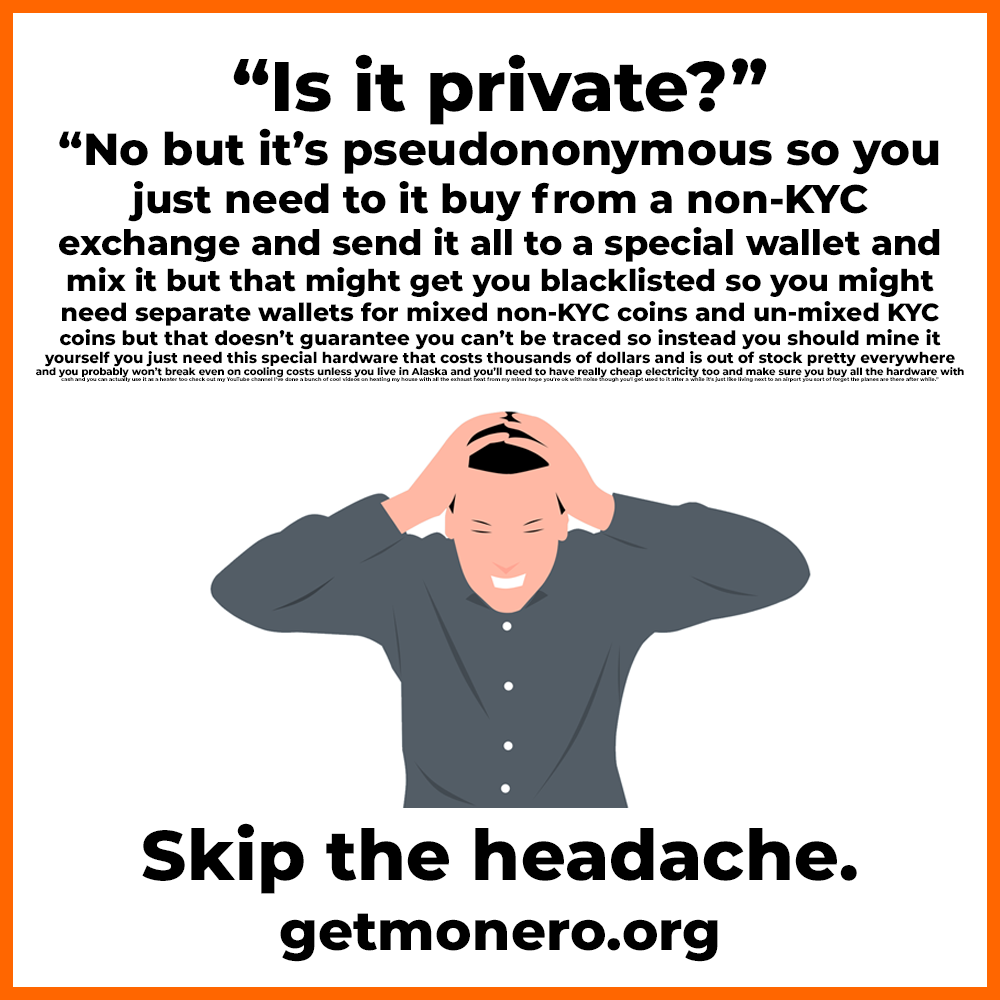 “Is it private?”
“No but it’s pseudononymous so you
just need to it buy from a non-KYC
exchange and send it all to a special wallet and
mix it but that might get you blacklisted so you might
need separate wallets for mixed non-KYC coins and un-mixed KYC
coins but that doesn’t guarantee you can’t be traced so instead you should mine it
yourself you just need this special hardware that costs thousands of dollars and is out of stock pretty everywhere
and you probably won’t break even on cooling costs unless you live in Alaska and you’ll need to have really cheap electricity too and make sure you buy all the hardware with
cash and you can actually use it as a heater too check out my YouTube channel I’ve done a bunch of cool videos on heating my house with all the exhaust heat from my miner hope you’re ok with noise though you’l get used to it after a while it’s just like living next to an airport you sort of forget the planes are there after while.”
Skip the headache.
getmonero.org